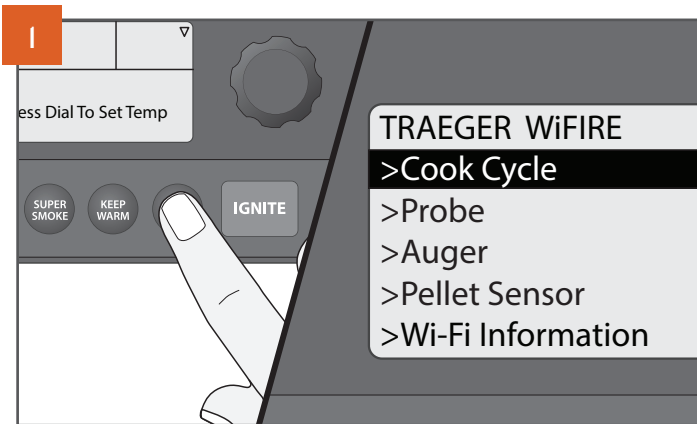 1
ess Dial To Set Temp
SUPER
SMOKE
KEEP
WARM
IGNITE
TRAEGER WiFIRE
>Cook Cycle
>Probe
>Auger
>Pellet Sensor
>Wi-Fi Information